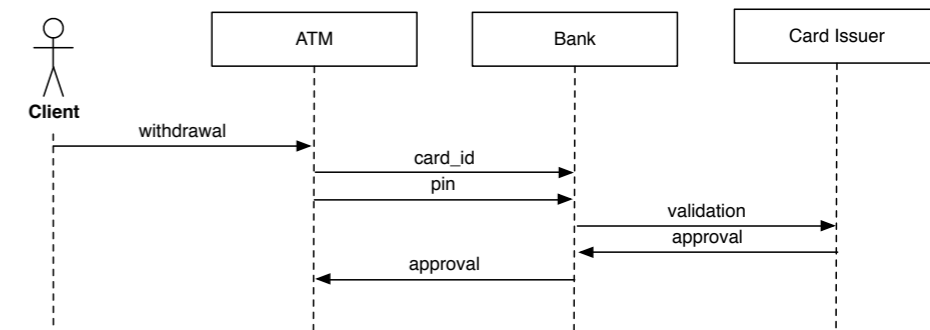 ATM
Bank
Card Issuer
Client
withdrawal
card_id
pin
validation
approval
approval